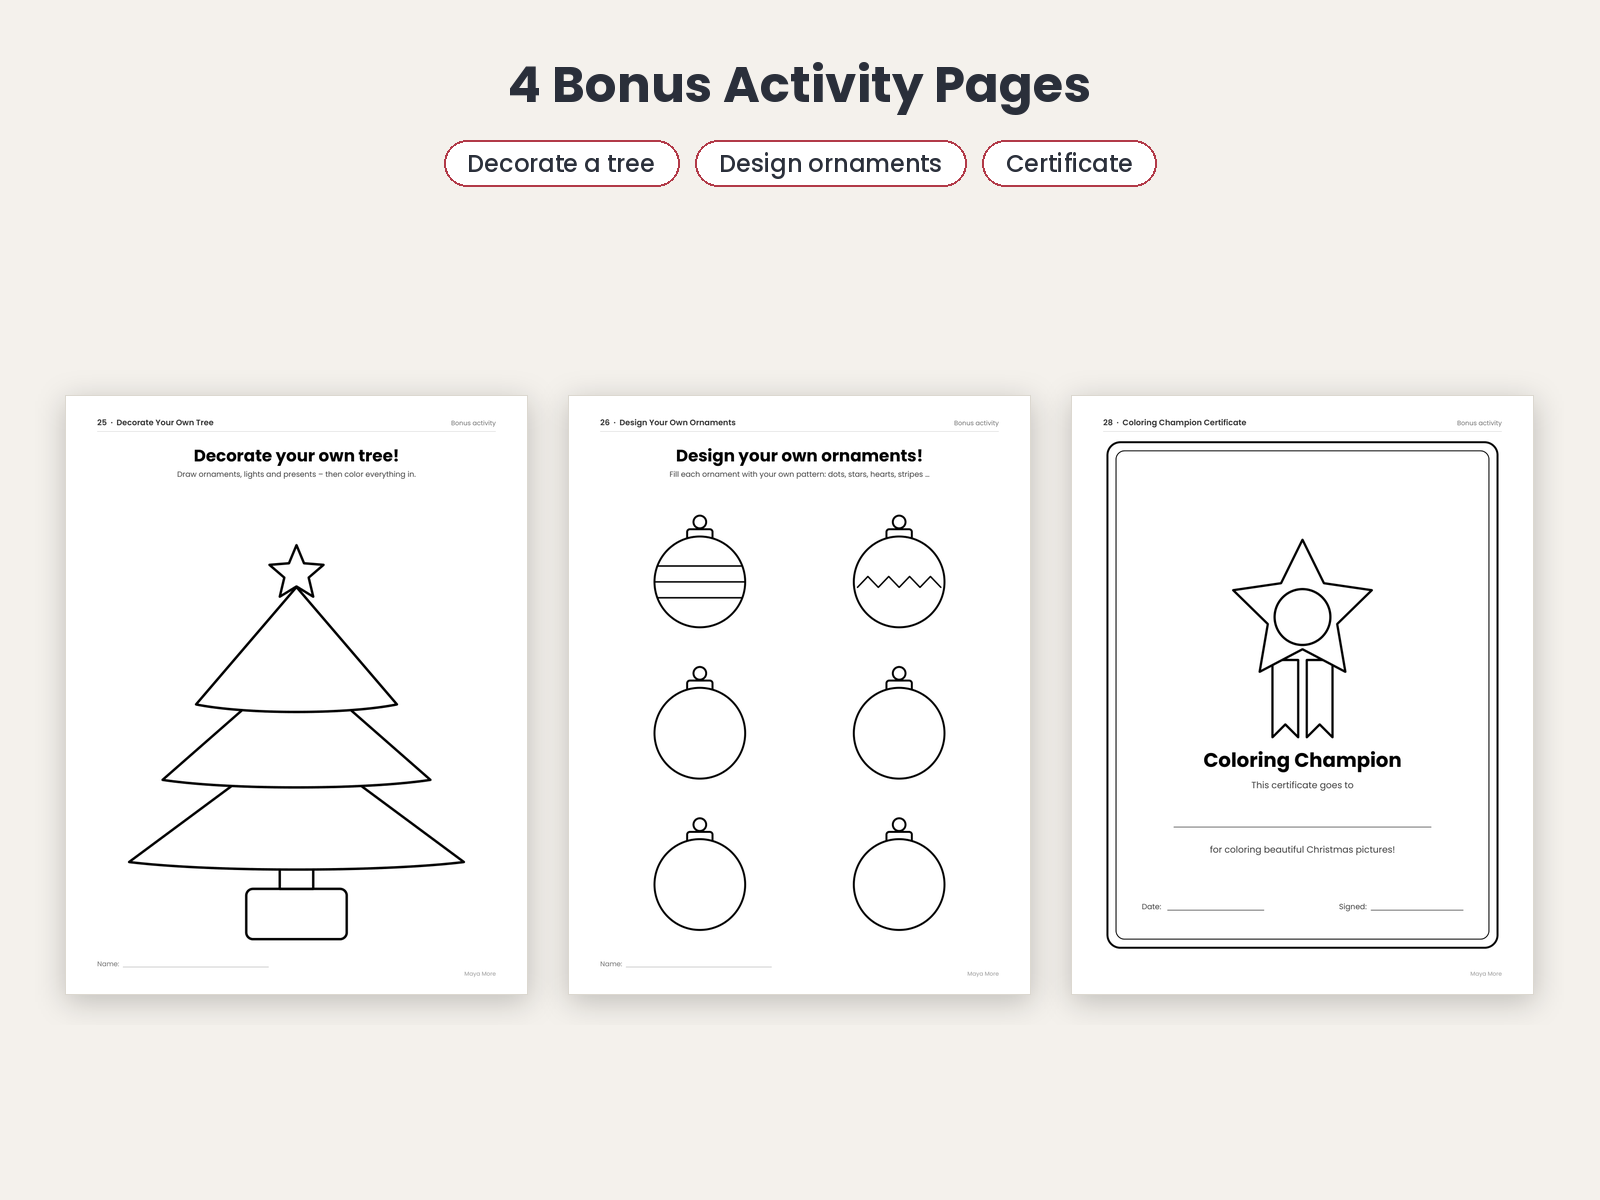 4 Bonus Activity Pages
Decorate a tree
Design ornaments
Certificate
25 · Decorate Your Own Tree
Bonus activity
Decorate your own tree!
Draw ornaments, lights and presents – then color everything in.
Name:
Maya More
26 · Design Your Own Ornaments
Bonus activity
Design your own ornaments!
Fill each ornament with your own pattern: dots, stars, hearts, stripes ...
Name:
Maya More
28 · Coloring Champion Certificate
Bonus activity
Coloring Champion
This certificate goes to
for coloring beautiful Christmas pictures!
Date:
Signed:
Maya More